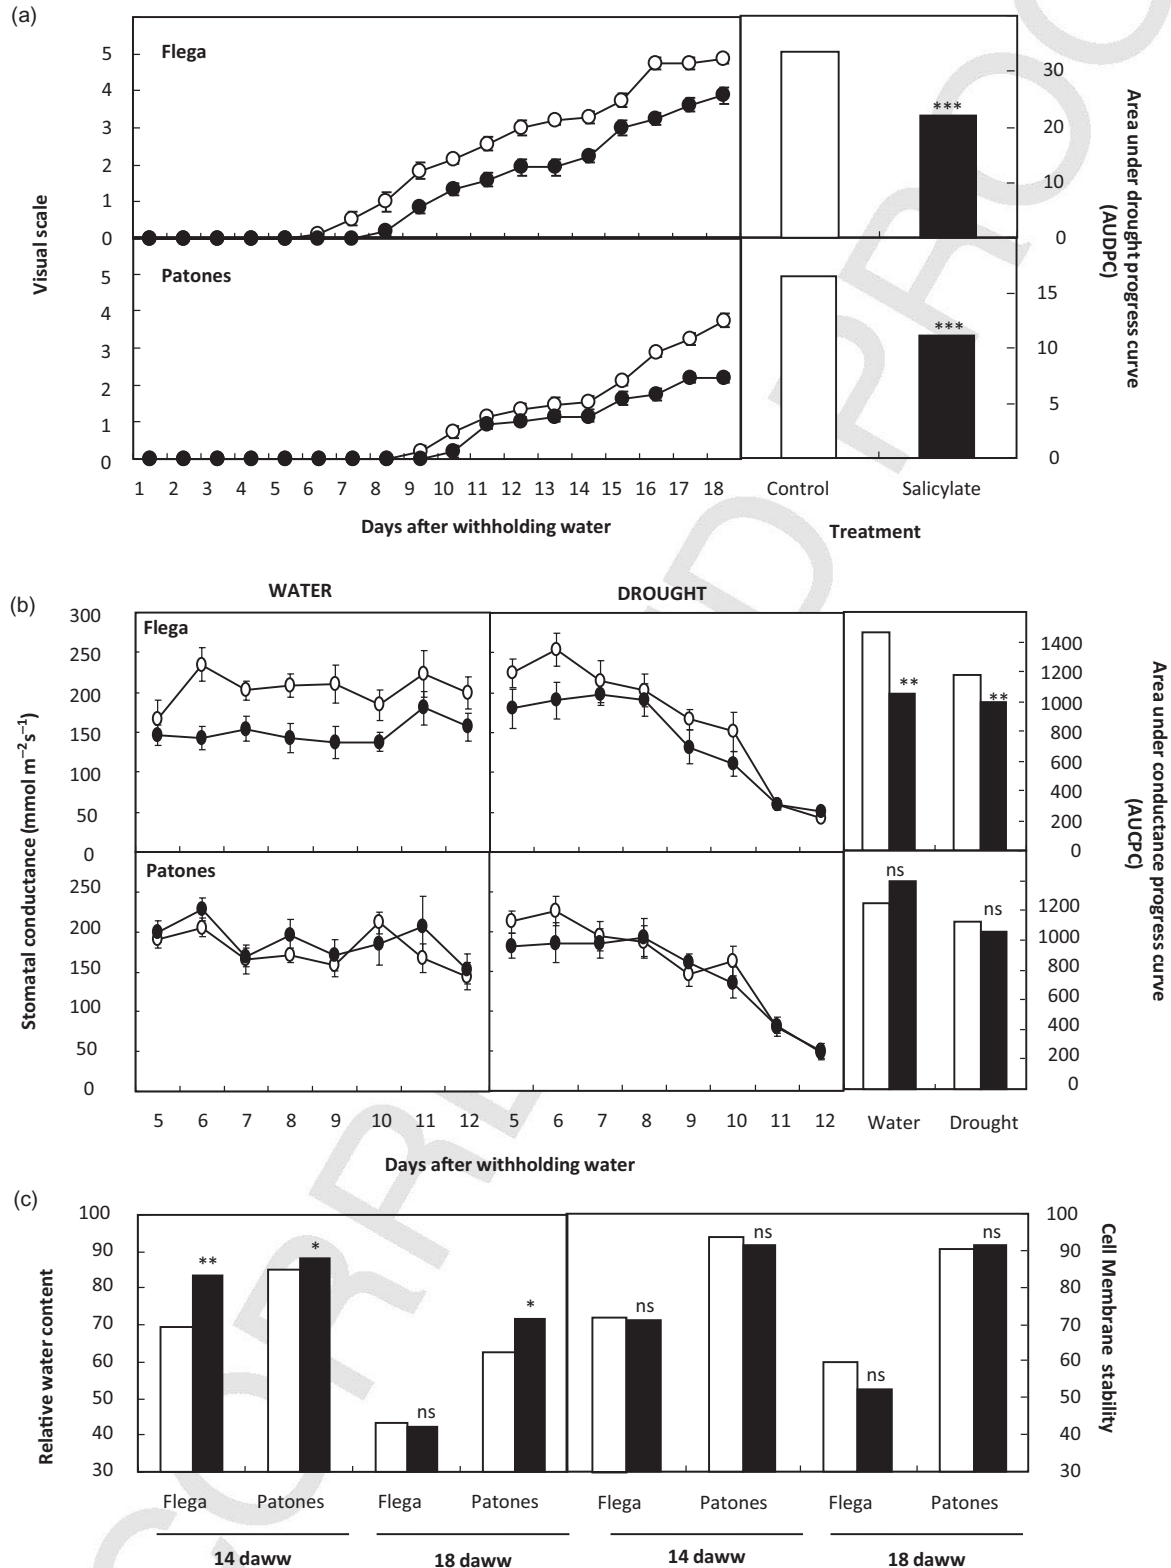 (a)
Flega
5
4
3
2
1
0
Patones
5
4
3
2
1
0
Visual scale
1 2 3 4 5 6 7 8 9 10 11 12 13 14 15 16 17 18
Days after withholding water
***
30
20
10
0
***
15
10
5
0
Area under drought progress curve
(AUDPC)
Control Salicylate
Treatment
(b)
WATER DROUGHT
300
250
200
150
100
50
0
Flega
250
200
150
100
50
0
Patones
Stomatal conductance (mmol m⁻²s⁻¹)
5 6 7 8 9 10 11 12 5 6 7 8 9 10 11 12
Days after withholding water
** **
1400
1200
1000
800
600
400
200
0
ns ns
1200
1000
800
600
400
200
0
Area under conductance progress curve
(AUCPC)
Water Drought
(c)
100
90
80
70
60
50
40
30
Relative water content
** * ns * ns ns ns ns
100
90
80
70
60
50
40
30
Cell Membrane stability
Flega Patones Flega Patones Flega Patones Flega Patones
14 daww 18 daww 14 daww 18 daww